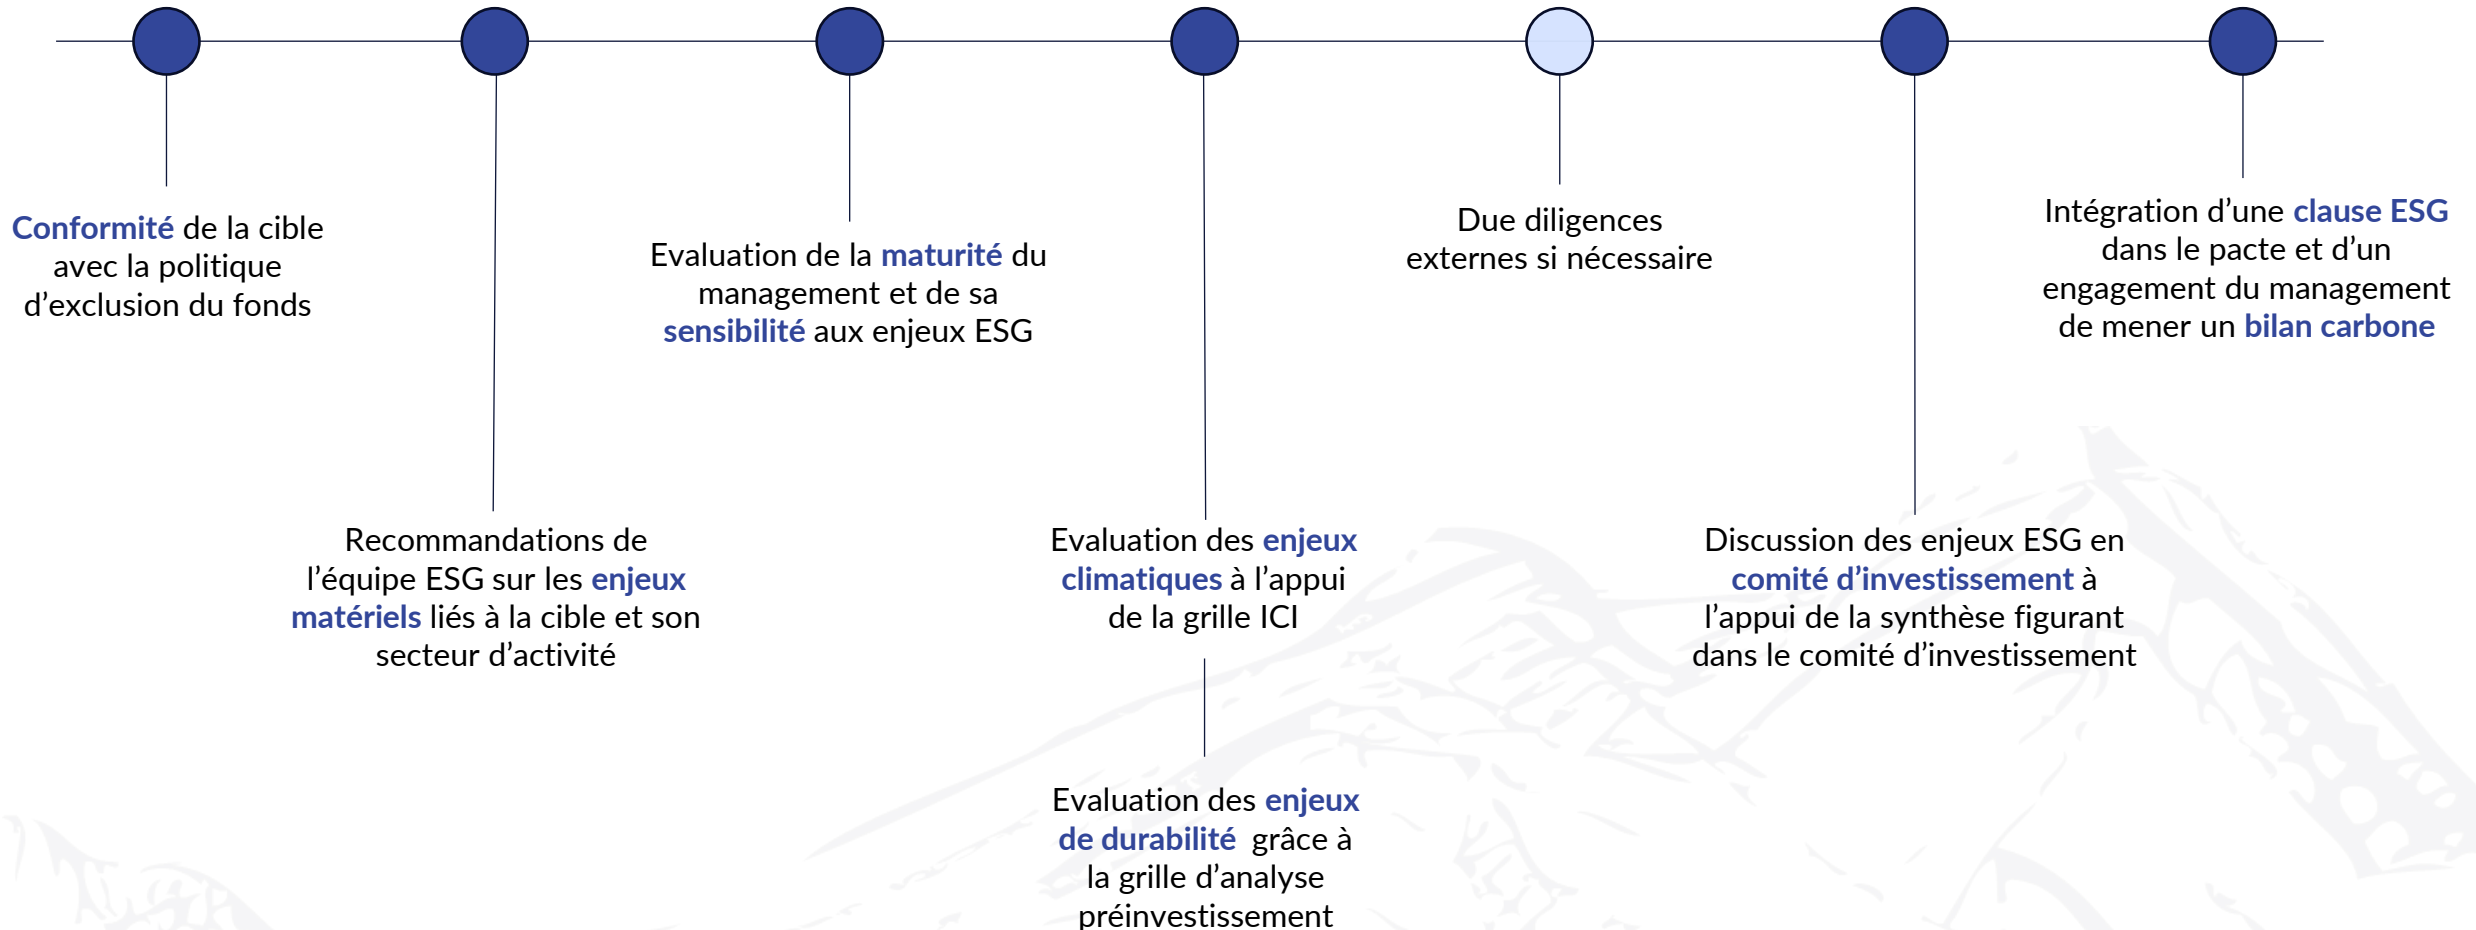 Conformité de la cible
avec la politique
d’exclusion du fonds
Recommandations de
l’équipe ESG sur les enjeux
matériels liés à la cible et son
secteur d’activité
Evaluation de la maturité du
management et de sa
sensibilité aux enjeux ESG
Evaluation des enjeux
climatiques à l’appui
de la grille ICI
Evaluation des enjeux
de durabilité grâce à
la grille d’analyse
préinvestissement
Due diligences
externes si nécessaire
Discussion des enjeux ESG en
comité d’investissement à
l’appui de la synthèse figurant
dans le comité d’investissement
Intégration d’une clause ESG
dans le pacte et d’un
engagement du management
de mener un bilan carbone